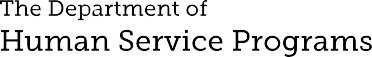 The Department of
Human Service Programs